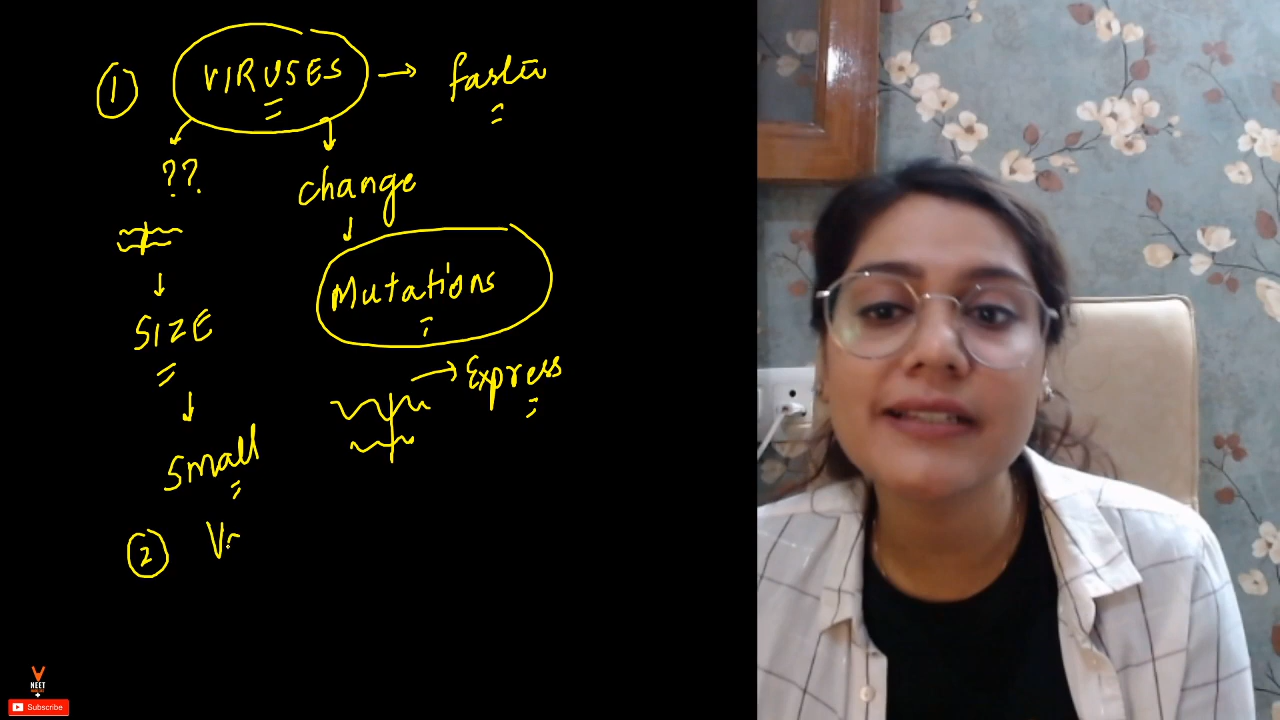 ① VIRUSES → faster
?? change
Mutations
SIZE
→ Express
Small
②
NEET
Subscribe